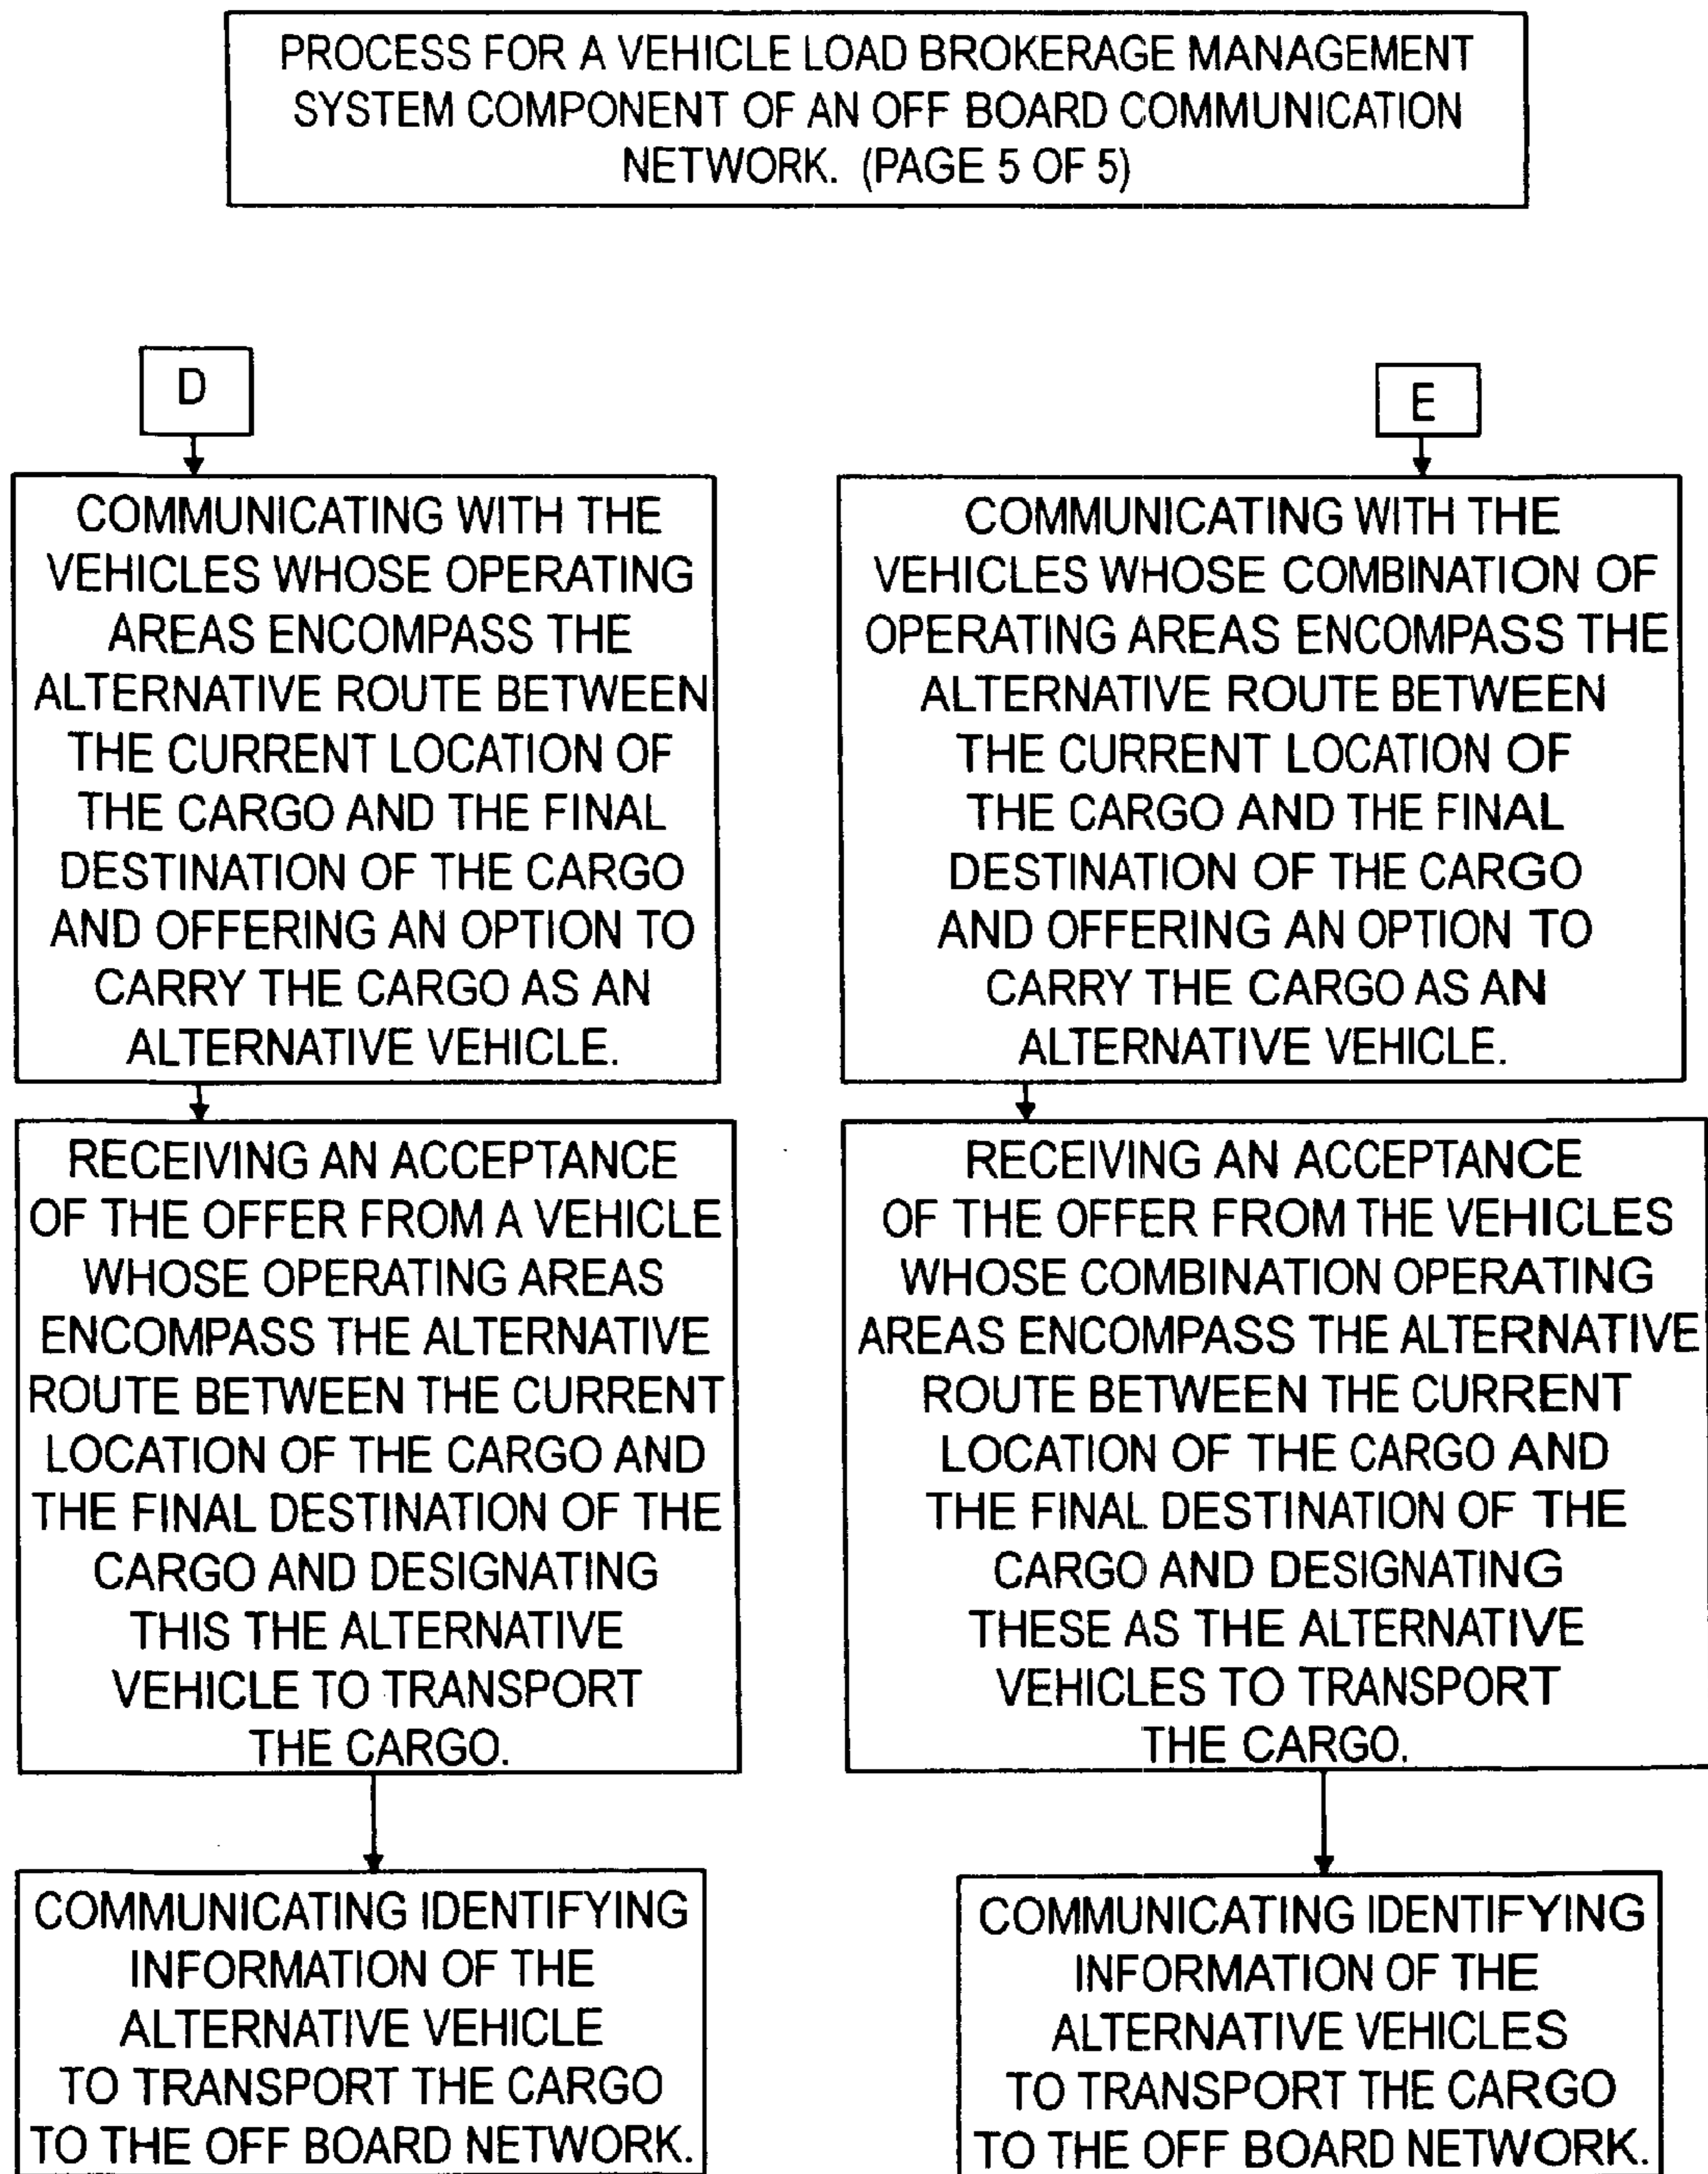 PROCESS FOR A VEHICLE LOAD BROKERAGE MANAGEMENT
SYSTEM COMPONENT OF AN OFF BOARD COMMUNICATION
NETWORK. (PAGE 5 OF 5)
D
COMMUNICATING WITH THE
VEHICLES WHOSE OPERATING
AREAS ENCOMPASS THE
ALTERNATIVE ROUTE BETWEEN
THE CURRENT LOCATION OF
THE CARGO AND THE FINAL
DESTINATION OF THE CARGO
AND OFFERING AN OPTION TO
CARRY THE CARGO AS AN
ALTERNATIVE VEHICLE.
RECEIVING AN ACCEPTANCE
OF THE OFFER FROM A VEHICLE
WHOSE OPERATING AREAS
ENCOMPASS THE ALTERNATIVE
ROUTE BETWEEN THE CURRENT
LOCATION OF THE CARGO AND
THE FINAL DESTINATION OF THE
CARGO AND DESIGNATING
THIS THE ALTERNATIVE
VEHICLE TO TRANSPORT
THE CARGO.
COMMUNICATING IDENTIFYING
INFORMATION OF THE
ALTERNATIVE VEHICLE
TO TRANSPORT THE CARGO
TO THE OFF BOARD NETWORK.
E
COMMUNICATING WITH THE
VEHICLES WHOSE COMBINATION OF
OPERATING AREAS ENCOMPASS THE
ALTERNATIVE ROUTE BETWEEN
THE CURRENT LOCATION OF
THE CARGO AND THE FINAL
DESTINATION OF THE CARGO
AND OFFERING AN OPTION TO
CARRY THE CARGO AS AN
ALTERNATIVE VEHICLE.
RECEIVING AN ACCEPTANCE
OF THE OFFER FROM THE VEHICLES
WHOSE COMBINATION OPERATING
AREAS ENCOMPASS THE ALTERNATIVE
ROUTE BETWEEN THE CURRENT
LOCATION OF THE CARGO AND
THE FINAL DESTINATION OF THE
CARGO AND DESIGNATING
THESE AS THE ALTERNATIVE
VEHICLES TO TRANSPORT
THE CARGO.
COMMUNICATING IDENTIFYING
INFORMATION OF THE
ALTERNATIVE VEHICLES
TO TRANSPORT THE CARGO
TO THE OFF BOARD NETWORK.